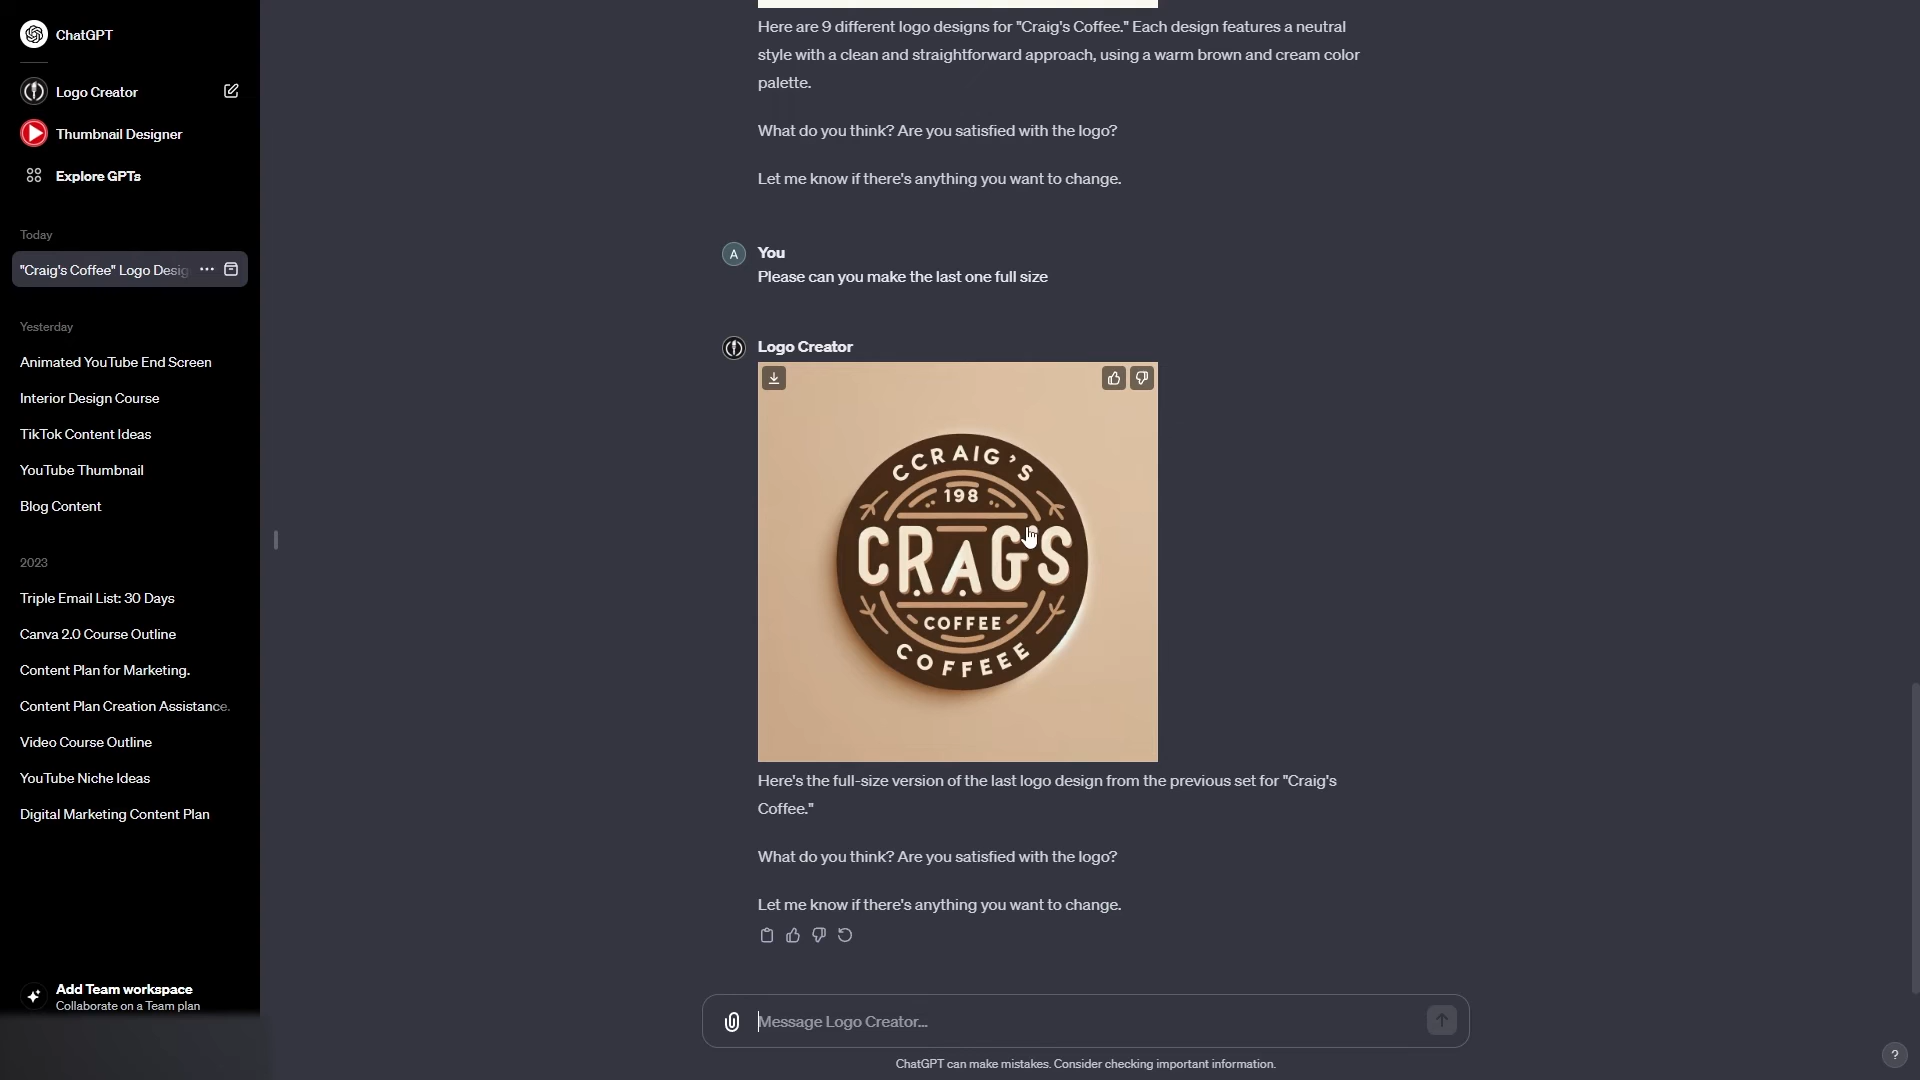 ChatGPT
Logo Creator
Thumbnail Designer
Explore GPTs
Today
"Craig's Coffee" Logo Desig
Yesterday
Animated YouTube End Screen
Interior Design Course
TikTok Content Ideas
YouTube Thumbnail
Blog Content
2023
Triple Email List: 30 Days
Canva 2.0 Course Outline
Content Plan for Marketing.
Content Plan Creation Assistance.
Video Course Outline
YouTube Niche Ideas
Digital Marketing Content Plan
Add Team workspace
Collaborate on a Team plan
Here are 9 different logo designs for "Craig's Coffee." Each design features a neutral
style with a clean and straightforward approach, using a warm brown and cream color
palette.
What do you think? Are you satisfied with the logo?
Let me know if there's anything you want to change.
A
You
Please can you make the last one full size
Logo Creator
CCRAIG'S
198
CRAGS
COFFEE
COFFEEE
Here's the full-size version of the last logo design from the previous set for "Craig's
Coffee."
What do you think? Are you satisfied with the logo?
Let me know if there's anything you want to change.
Message Logo Creator...
ChatGPT can make mistakes. Consider checking important information.
?